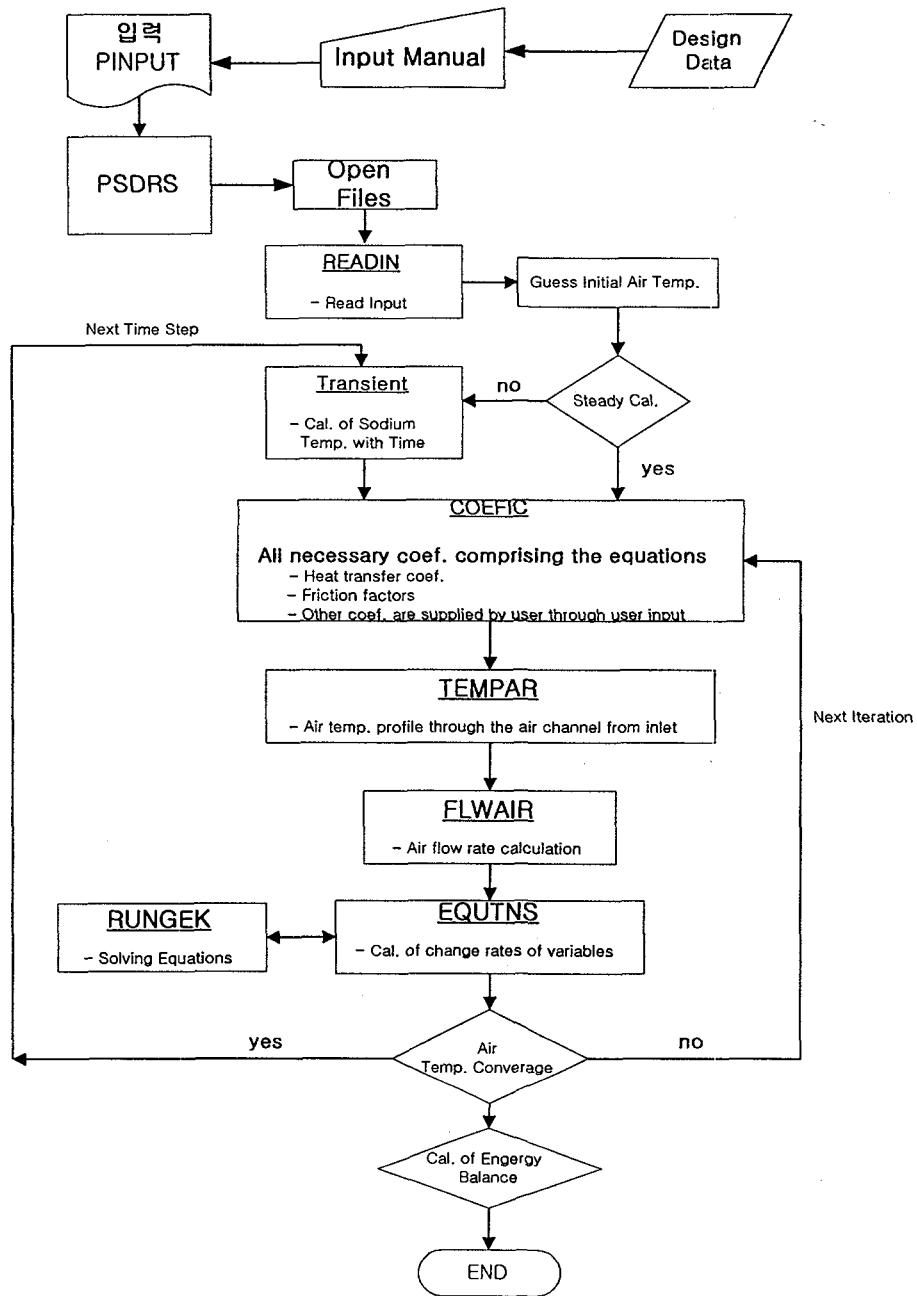 입력
PINPUT
Input Manual
Design
Data
PSDRS
Open
Files
READIN
- Read Input
Guess Initial Air Temp.
Next Time Step
Transient
- Cal. of Sodium
Temp. with Time
no
Steady Cal.
yes
COEFIC
All necessary coef. comprising the equations
- Heat transfer coef.
- Friction factors
- Other coef. are supplied by user through user input
TEMPAR
- Air temp. profile through the air channel from inlet
Next Iteration
FLWAIR
- Air flow rate calculation
RUNGEK
- Solving Equations
EQUTNS
- Cal. of change rates of variables
yes
Air
Temp. Converage
no
Cal. of Engergy
Balance
END